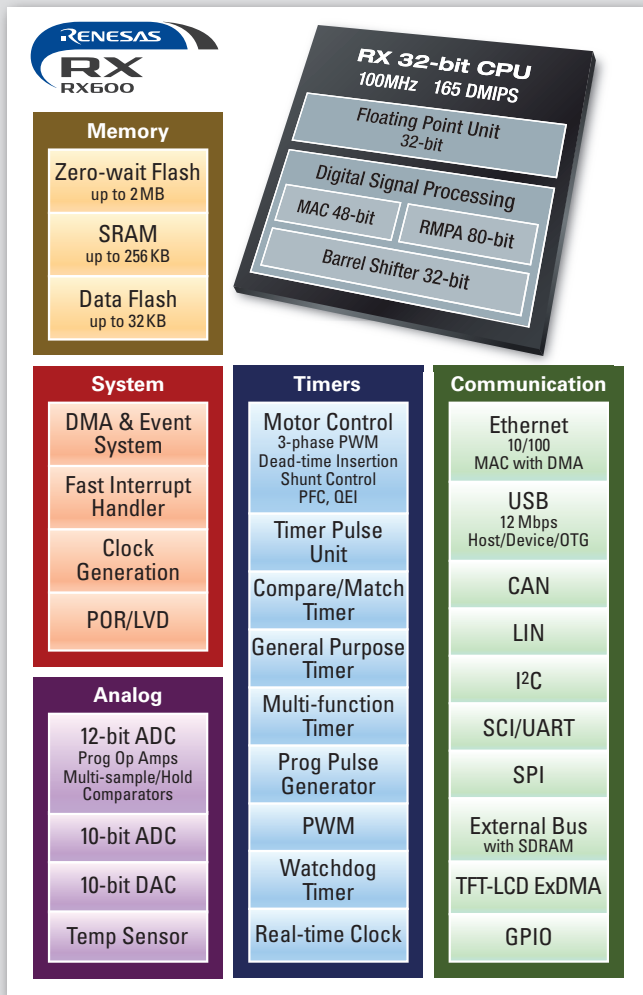 RENESAS
RX
RX600
RX 32-bit CPU
100MHz 165 DMIPS
Floating Point Unit
32-bit
Digital Signal Processing
MAC 48-bit
RMPA 80-bit
Barrel Shifter 32-bit
Memory
Zero-wait Flash
up to 2MB
SRAM
up to 256KB
Data Flash
up to 32KB
System
DMA & Event
System
Fast Interrupt
Handler
Clock
Generation
POR/LVD
Analog
12-bit ADC
Prog Op Amps
Multi-sample/Hold
Comparators
10-bit ADC
10-bit DAC
Temp Sensor
Timers
Motor Control
3-phase PWM
Dead-time Insertion
Shunt Control
PFC, QEI
Timer Pulse
Unit
Compare/Match
Timer
General Purpose
Timer
Multi-function
Timer
Prog Pulse
Generator
PWM
Watchdog
Timer
Real-time Clock
Communication
Ethernet
10/100
MAC with DMA
USB
12 Mbps
Host/Device/OTG
CAN
LIN
I²C
SCI/UART
SPI
External Bus
with SDRAM
TFT-LCD ExDMA
GPIO